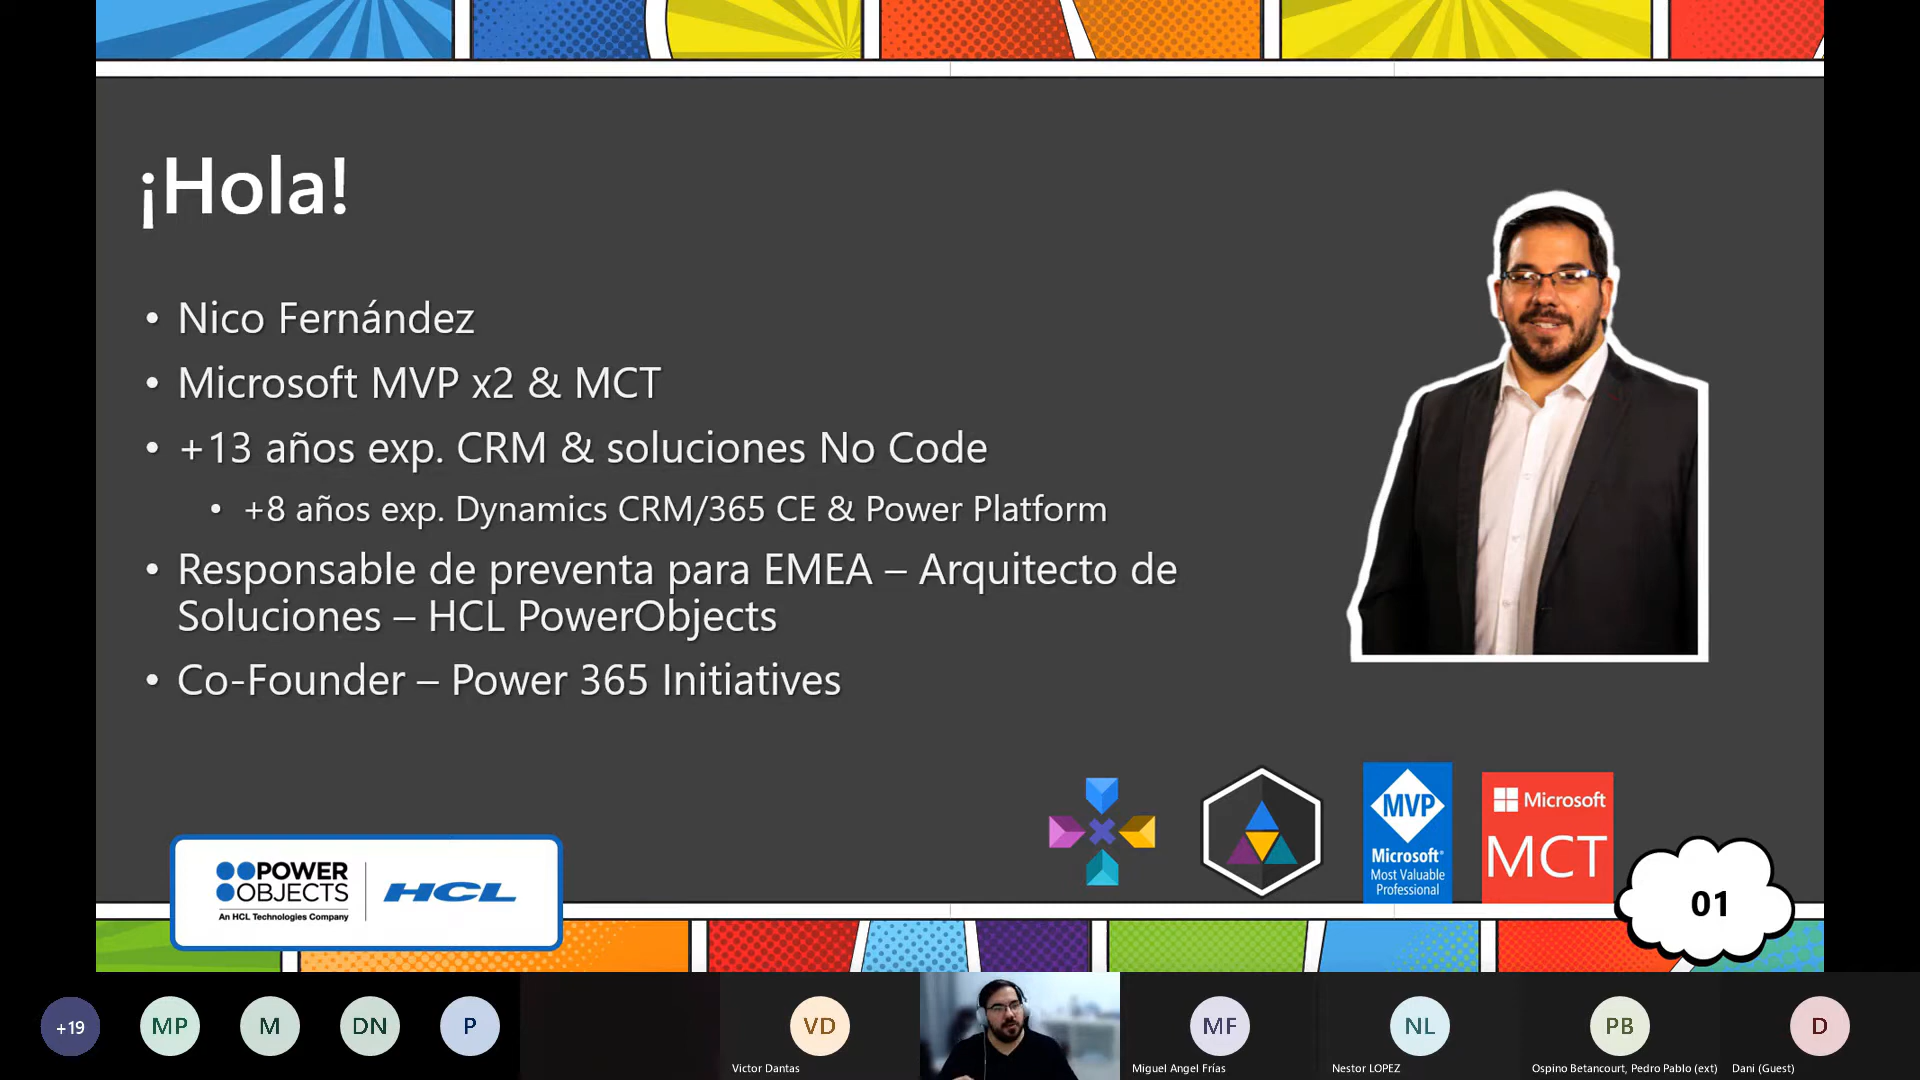 ¡Hola!
• Nico Fernández
• Microsoft MVP x2 & MCT
• +13 años exp. CRM & soluciones No Code
• +8 años exp. Dynamics CRM/365 CE & Power Platform
• Responsable de preventa para EMEA – Arquitecto de
Soluciones – HCL PowerObjects
• Co-Founder – Power 365 Initiatives
POWER
OBJECTS
An HCL Technologies Company
HCL
MVP
Microsoft®
Most Valuable
Professional
Microsoft
MCT
01
+19
MP
M
DN
P
VD
Victor Dantas
MF
Miguel Angel Frías
NL
Nestor LOPEZ
PB
Ospino Betancourt, Pedro Pablo (ext)
D
Dani (Guest)